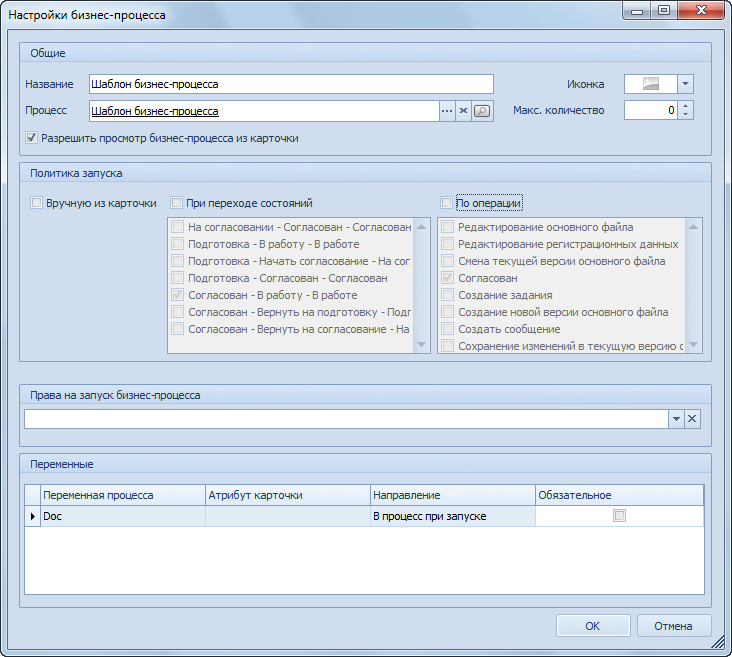 Настройки бизнес-процесса
Общие
Название Шаблон бизнес-процесса Иконка
Процесс Шаблон бизнес-процесса Макс. количество 0
Разрешить просмотр бизнес-процесса из карточки
Политика запуска
Вручную из карточки При переходе состояний По операции
На согласовании - Согласован - Согласован
Подготовка - В работу - В работе
Подготовка - Начать согласование - На сог
Подготовка - Согласован - Согласован
Согласован - В работу - В работе
Согласован - Вернуть на подготовку - Подг
Согласован - Вернуть на согласование - На
Редактирование основного файла
Редактирование регистрационных данных
Смена текущей версии основного файла
Согласован
Создание задания
Создание новой версии основного файла
Создать сообщение
Сохранение изменений в текущую версию о
Права на запуск бизнес-процесса
Переменные
Переменная процесса Атрибут карточки Направление Обязательное
Doc В процесс при запуске
OK Отмена